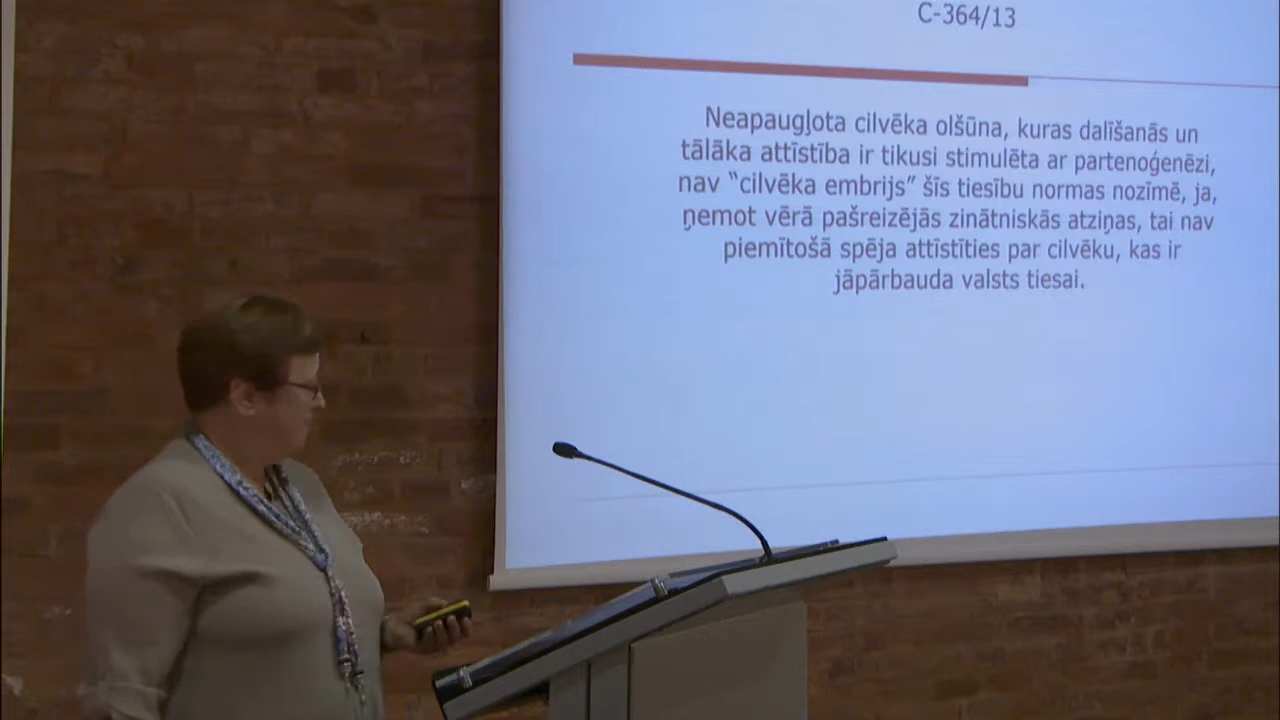 C-364/13
Neapaugļota cilvēka olšūna, kuras dalīšanās un
tālāka attīstība ir tikusi stimulēta ar partenoģenēzi,
nav “cilvēka embrijs” šīs tiesību normas nozīmē, ja,
ņemot vērā pašreizējās zinātniskās atziņas, tai nav
piemītošā spēja attīstīties par cilvēku, kas ir
jāpārbauda valsts tiesai.